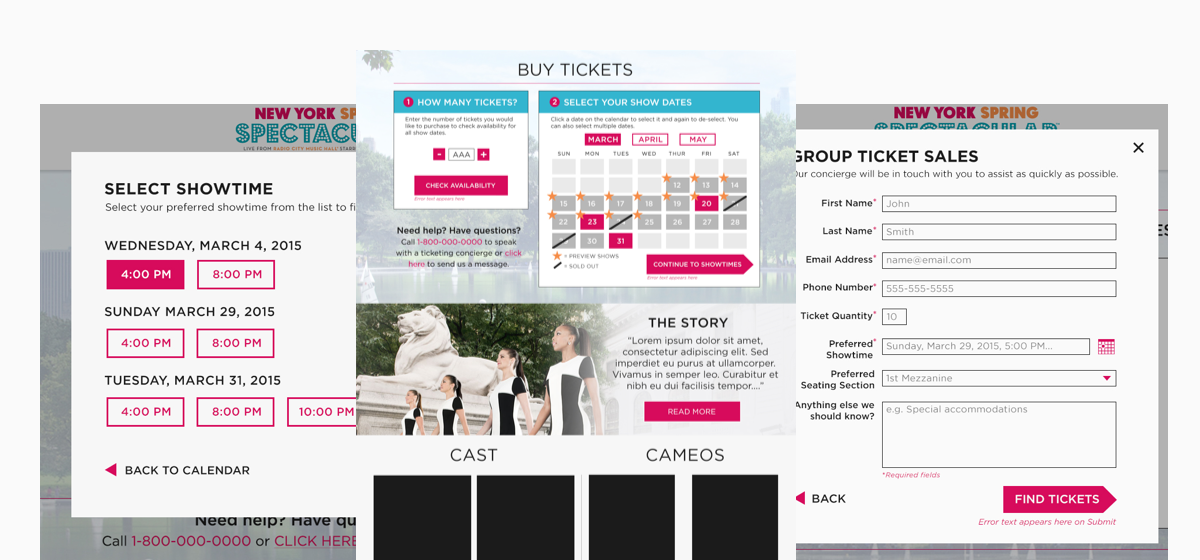 NEW YORK SP
SPECTACU
LIVE FROM RADIO CITY MUSIC HALL
SELECT SHOWTIME
Select your preferred showtime from the list to fi
WEDNESDAY, MARCH 4, 2015
4:00 PM
8:00 PM
SUNDAY MARCH 29, 2015
4:00 PM
8:00 PM
TUESDAY, MARCH 31, 2015
4:00 PM
8:00 PM
10:00 PM
BACK TO CALENDAR
Need help? Have qu
Call 1-800-000-0000 or CLICK HERE
BUY TICKETS
1 HOW MANY TICKETS?
Enter the number of tickets you would
like to purchase to check availability for
all show dates.
- AAA +
CHECK AVAILABILITY
Error text appears here
Need help? Have questions?
Call 1-800-000-0000 to speak
with a ticketing concierge or click
here to send us a message.
2 SELECT YOUR SHOW DATES
Click a date on the calendar to select it and again to de-select. You
can also select multiple dates.
MARCH APRIL MAY
SUN MON TUES WED THUR FRI SAT
12 13 14
15 16 17 18 19 20
22 23 25 26 27 28
30 31
= PREVIEW SHOWS
= SOLD OUT
CONTINUE TO SHOWTIMES
Error text appears here
THE STORY
"Lorem ipsum dolor sit amet,
consectetur adipiscing elit. Sed
imperdiet eu purus at ullamcorper.
Vivamus in semper leo. Curabitur et
nibh eu dui facilisis tempor...."
READ MORE
CAST
CAMEOS
NEW YORK SPRING
SPECTACULAR
GROUP TICKET SALES
Our concierge will be in touch with you to assist as quickly as possible.
First Name* John
Last Name* Smith
Email Address* name@email.com
Phone Number* 555-555-5555
Ticket Quantity* 10
Preferred
Showtime* Sunday, March 29, 2015, 5:00 PM...
Preferred
Seating Section 1st Mezzanine
Anything else we
should know? e.g. Special accommodations
*Required fields
BACK
FIND TICKETS
Error text appears here on Submit